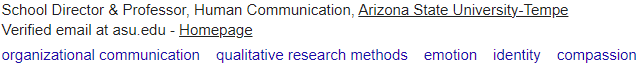 School Director & Professor, Human Communication, Arizona State University-Tempe
Verified email at asu.edu - Homepage
organizational communication qualitative research methods emotion identity compassion